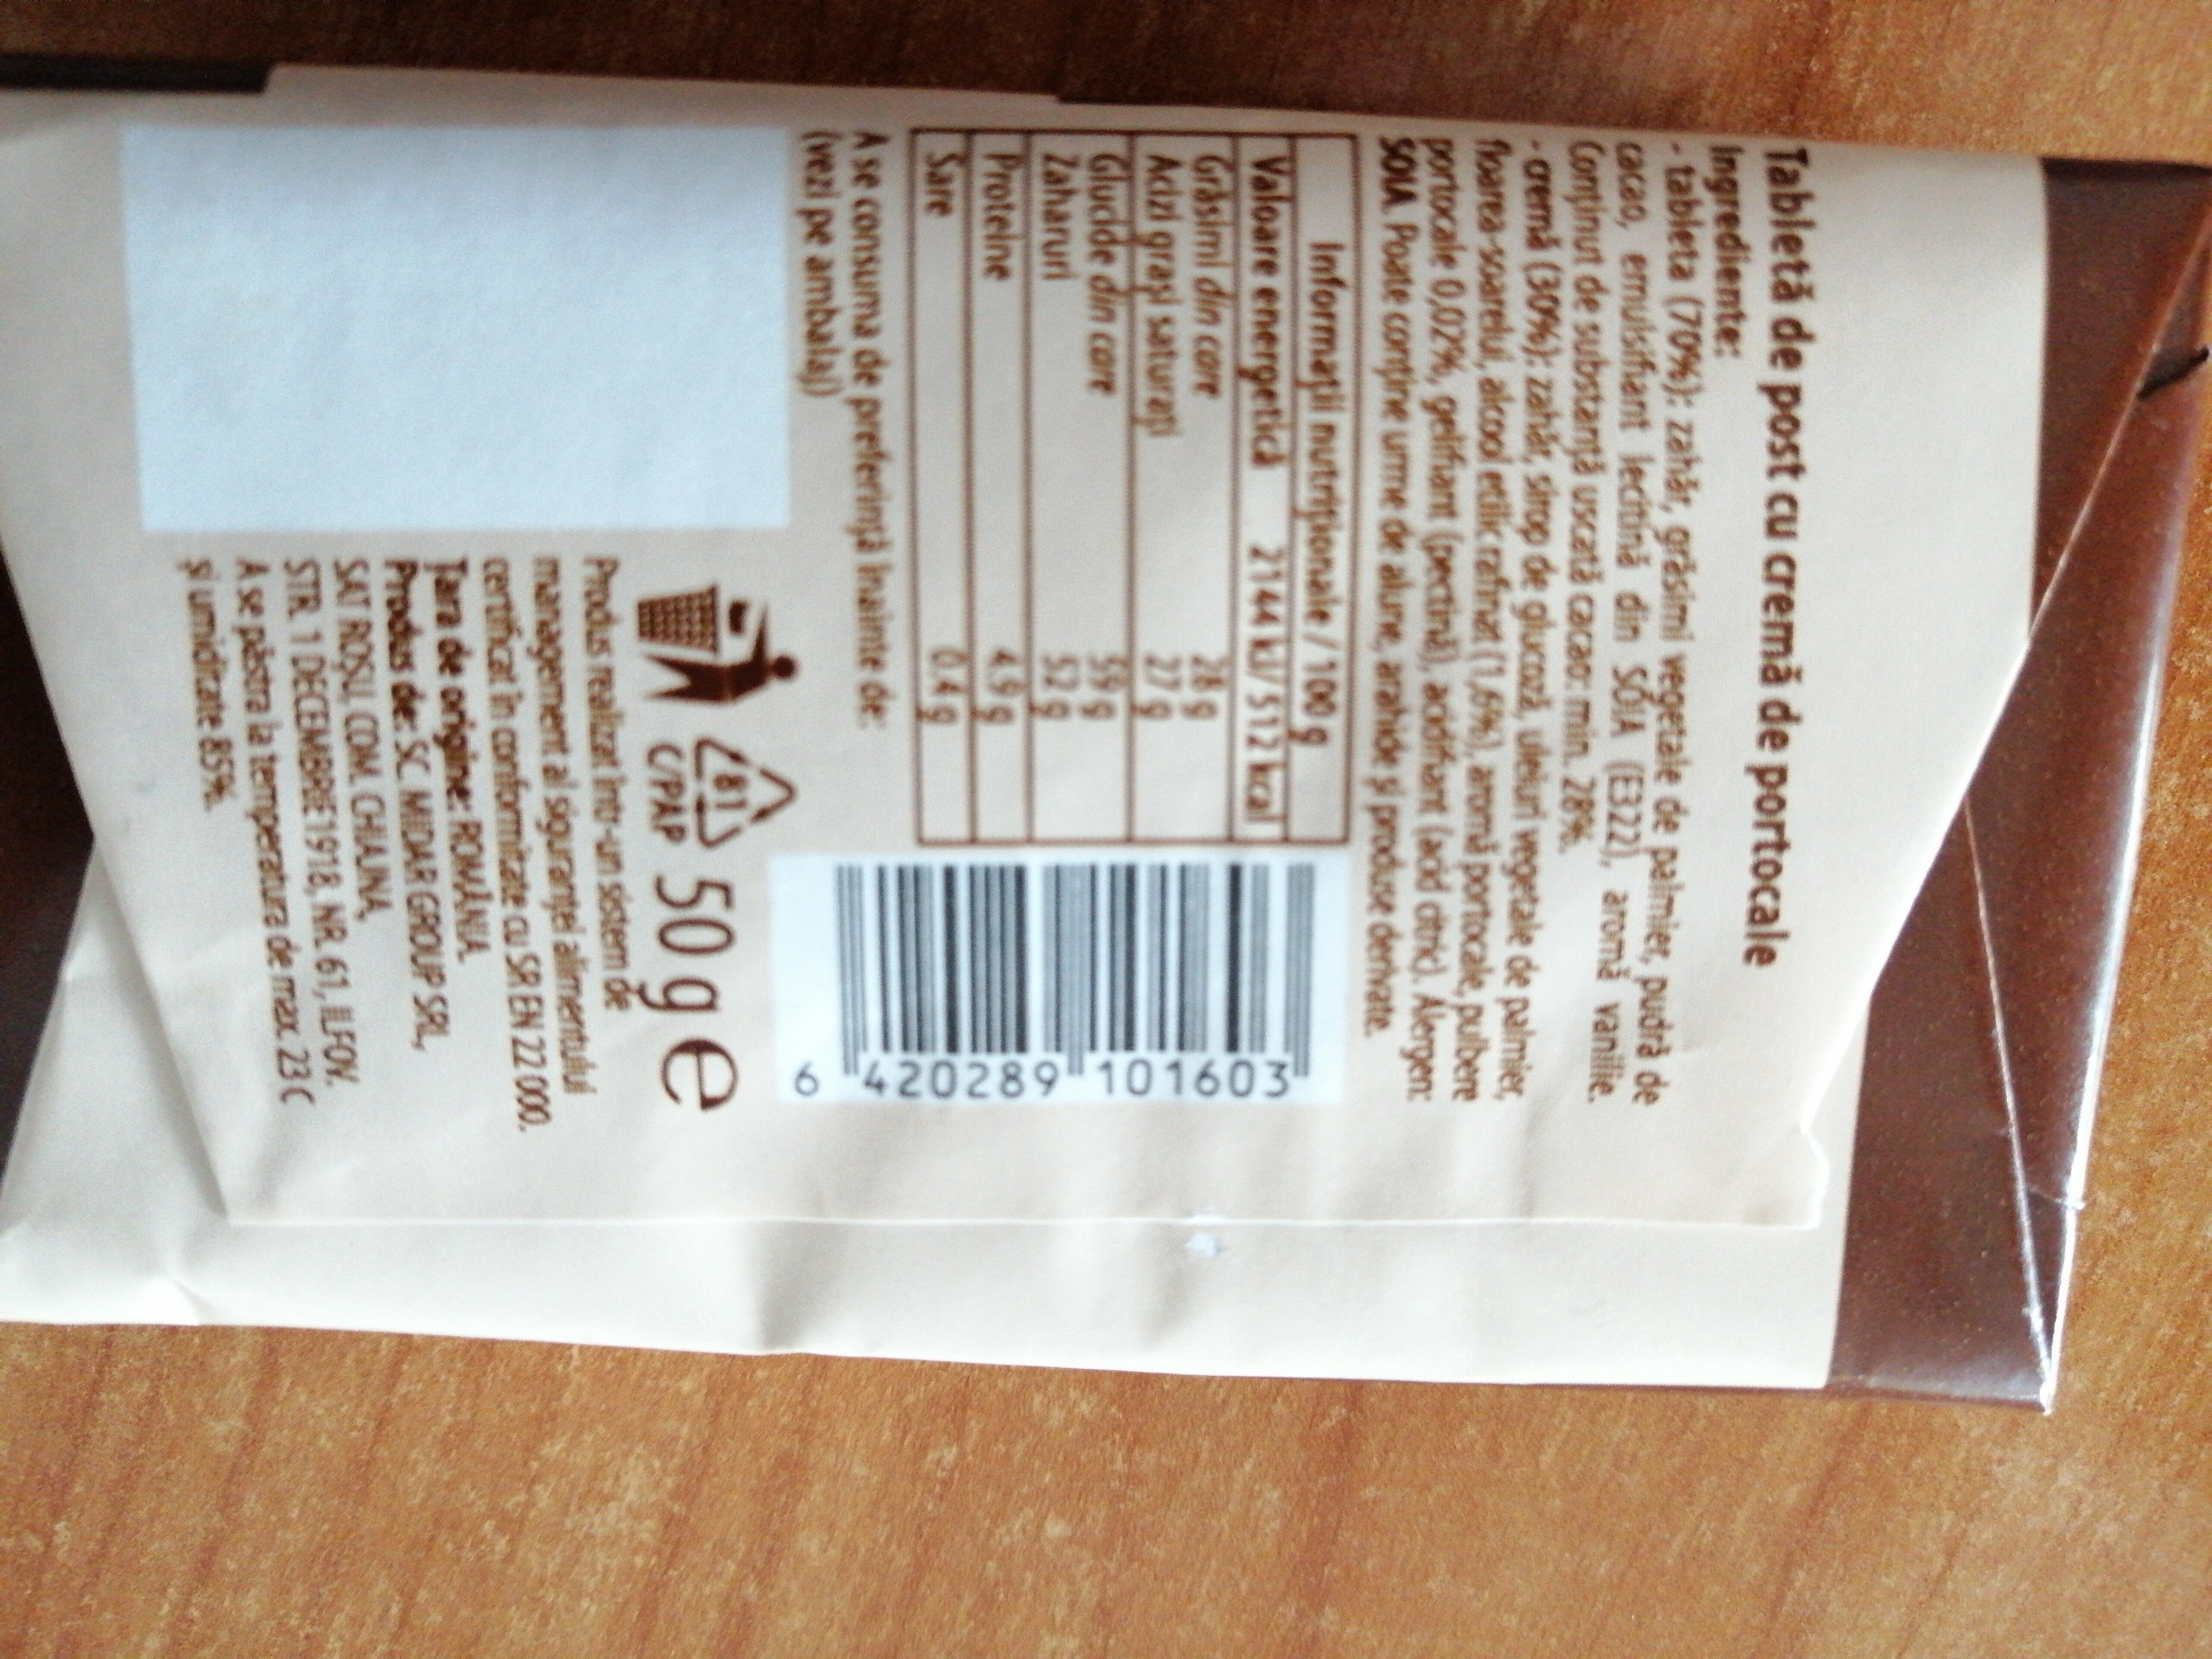 Tabletă de post cu cremă de portocale
Ingrediente:
- tableta (70%): zahăr, grăsimi vegetale de palmier, pudră de
cacao, emulsifiant lecitină din SOIA (E322), aromă vanilie.
Conținut de substanță uscată cacao: min. 28%.
- cremă (30%): zahăr, sirop de glucoză, uleiuri vegetale de palmier,
floarea-soarelui, alcool etilic rafinat (1,6%), aromă portocale, pulbere
portocale 0,02%, gelifiant (pectină), acidifiant (acid citric). Alergen:
SOIA. Poate conține urme de alune, arahide și produse derivate.
Informații nutriționale / 100 g
Valoare energetică 2144 kJ/ 512 kcal
Grăsimi din care 28 g
Acizi grași saturați 27 g
Glucide din care 59 g
Zaharuri 52 g
Proteine 4,9 g
Sare 0,4 g
A se consuma de preferință înainte de:
(vezi pe ambalaj)
6 420289 101603
81
C/PAP
50 g e
Produs realizat într-un sistem de
management al siguranței alimentului
certificat în conformitate cu SR EN 22 000.
Țara de origine: ROMÂNIA.
Produs de: SC MIDAR GROUP SRL,
SAT ROȘU, COM. CHIAJNA,
STR. 1 DECEMBRIE 1918, NR. 61, ILFOV.
A se păstra la temperatura de max. 23 C
și umiditate 85%.